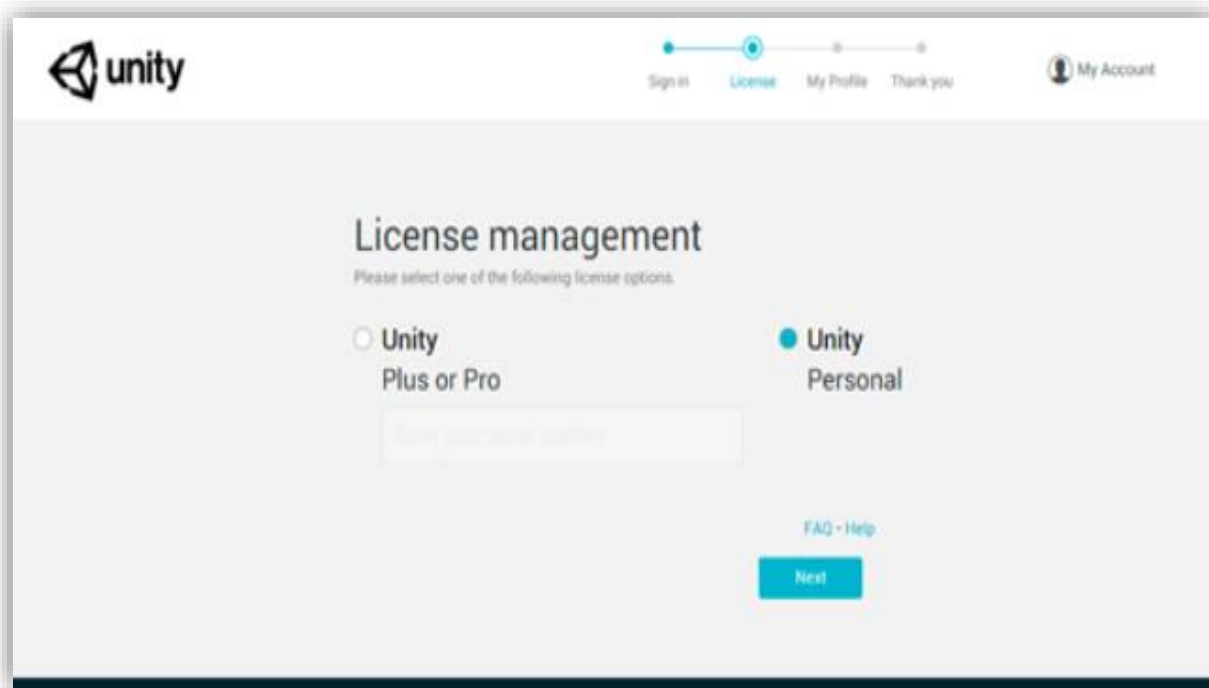 unity
Sign in License My Profile Thank you
My Account
License management
Please select one of the following license options.
Unity
Plus or Pro
Unity
Personal
FAQ - Help
Next